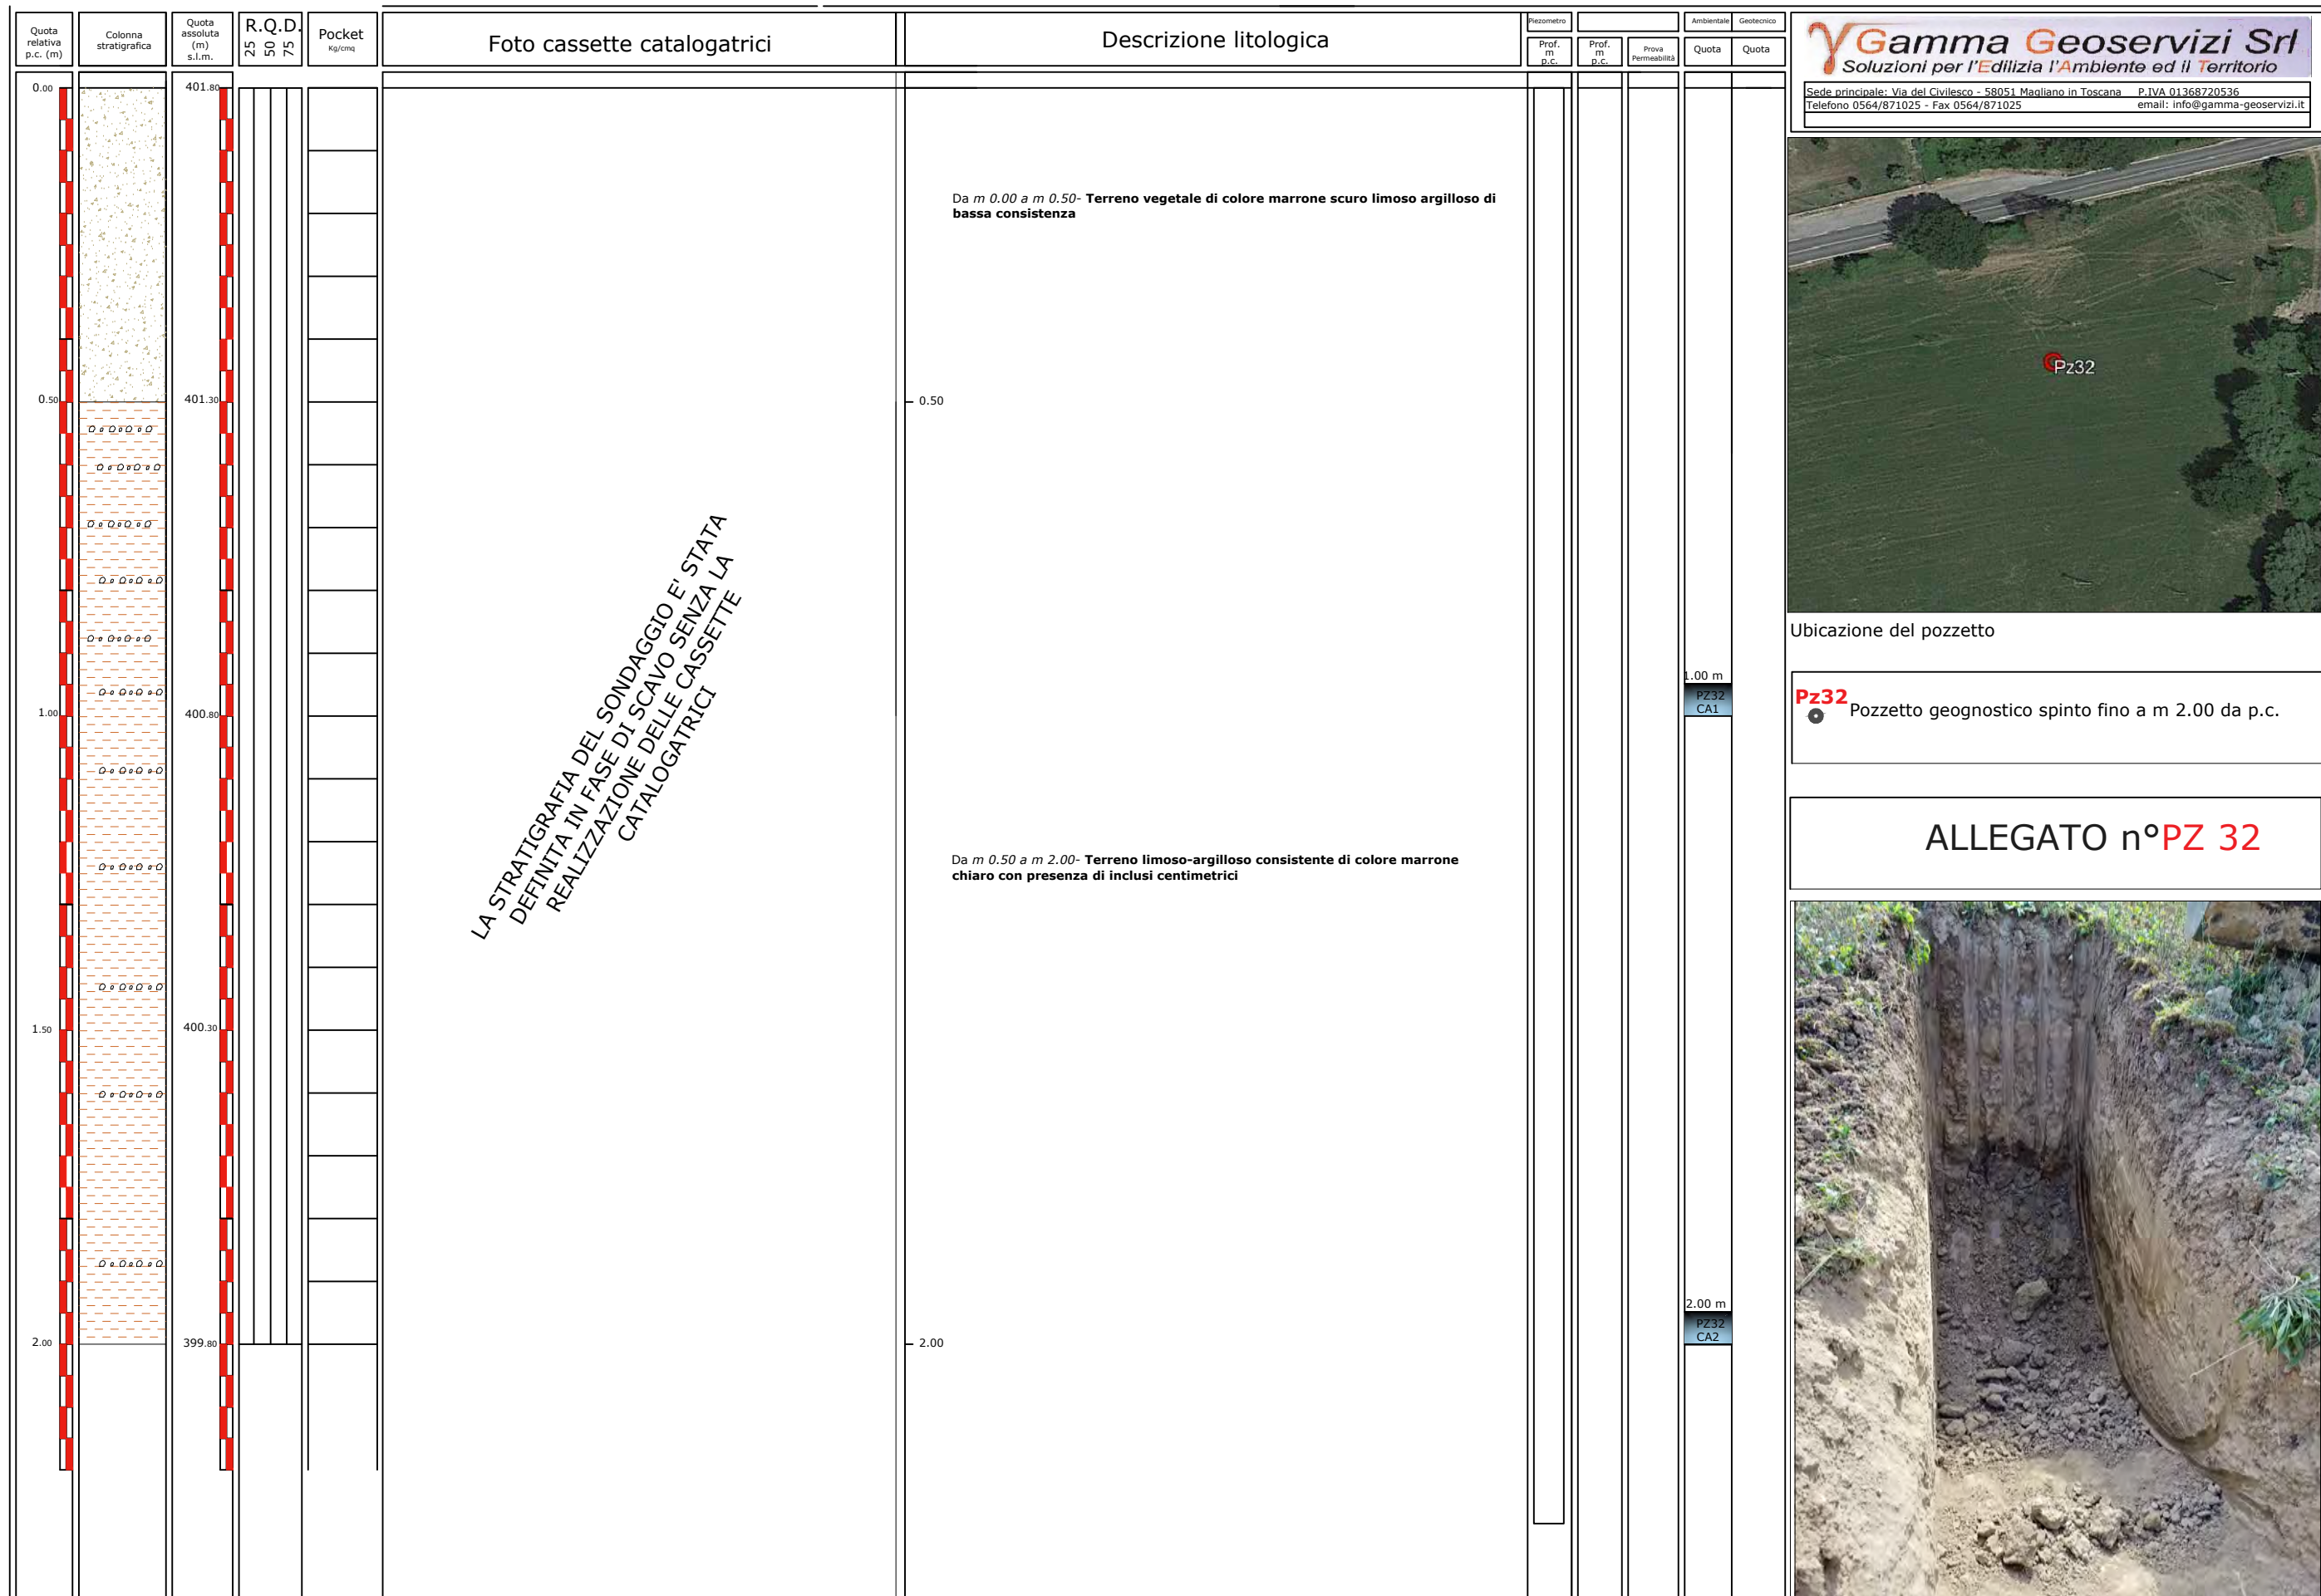 Quota
relativa
p.c. (m)
Colonna
stratigrafica
Quota
assoluta
(m)
s.l.m.
R.Q.D.
25
50
75
Pocket
Kg/cmq
Foto cassette catalogatrici
Descrizione litologica
Piezometro
Prof.
m
p.c.
Prof.
m
p.c.
Prova
Permeabilità
Ambientale
Quota
Geotecnico
Quota
γGamma Geoservizi Srl
Soluzioni per l'Edilizia l'Ambiente ed il Territorio
Sede principale: Via del Civilesco - 58051 Magliano in Toscana P.IVA 01368720536
Telefono 0564/871025 - Fax 0564/871025 email: info@gamma-geoservizi.it
0.00
401.80
Da m 0.00 a m 0.50- Terreno vegetale di colore marrone scuro limoso argilloso di
bassa consistenza
Pz32
0.50
401.30
0.50
LA STRATIGRAFIA DEL SONDAGGIO E' STATA
DEFINITA IN FASE DI SCAVO SENZA LA
REALIZZAZIONE DELLE CASSETTE
CATALOGATRICI
Ubicazione del pozzetto
1.00
400.80
1.00 m
PZ32
CA1
Pz32
Pozzetto geognostico spinto fino a m 2.00 da p.c.
ALLEGATO n°PZ 32
Da m 0.50 a m 2.00- Terreno limoso-argilloso consistente di colore marrone
chiaro con presenza di inclusi centimetrici
1.50
400.30
2.00
399.80
2.00
2.00 m
PZ32
CA2